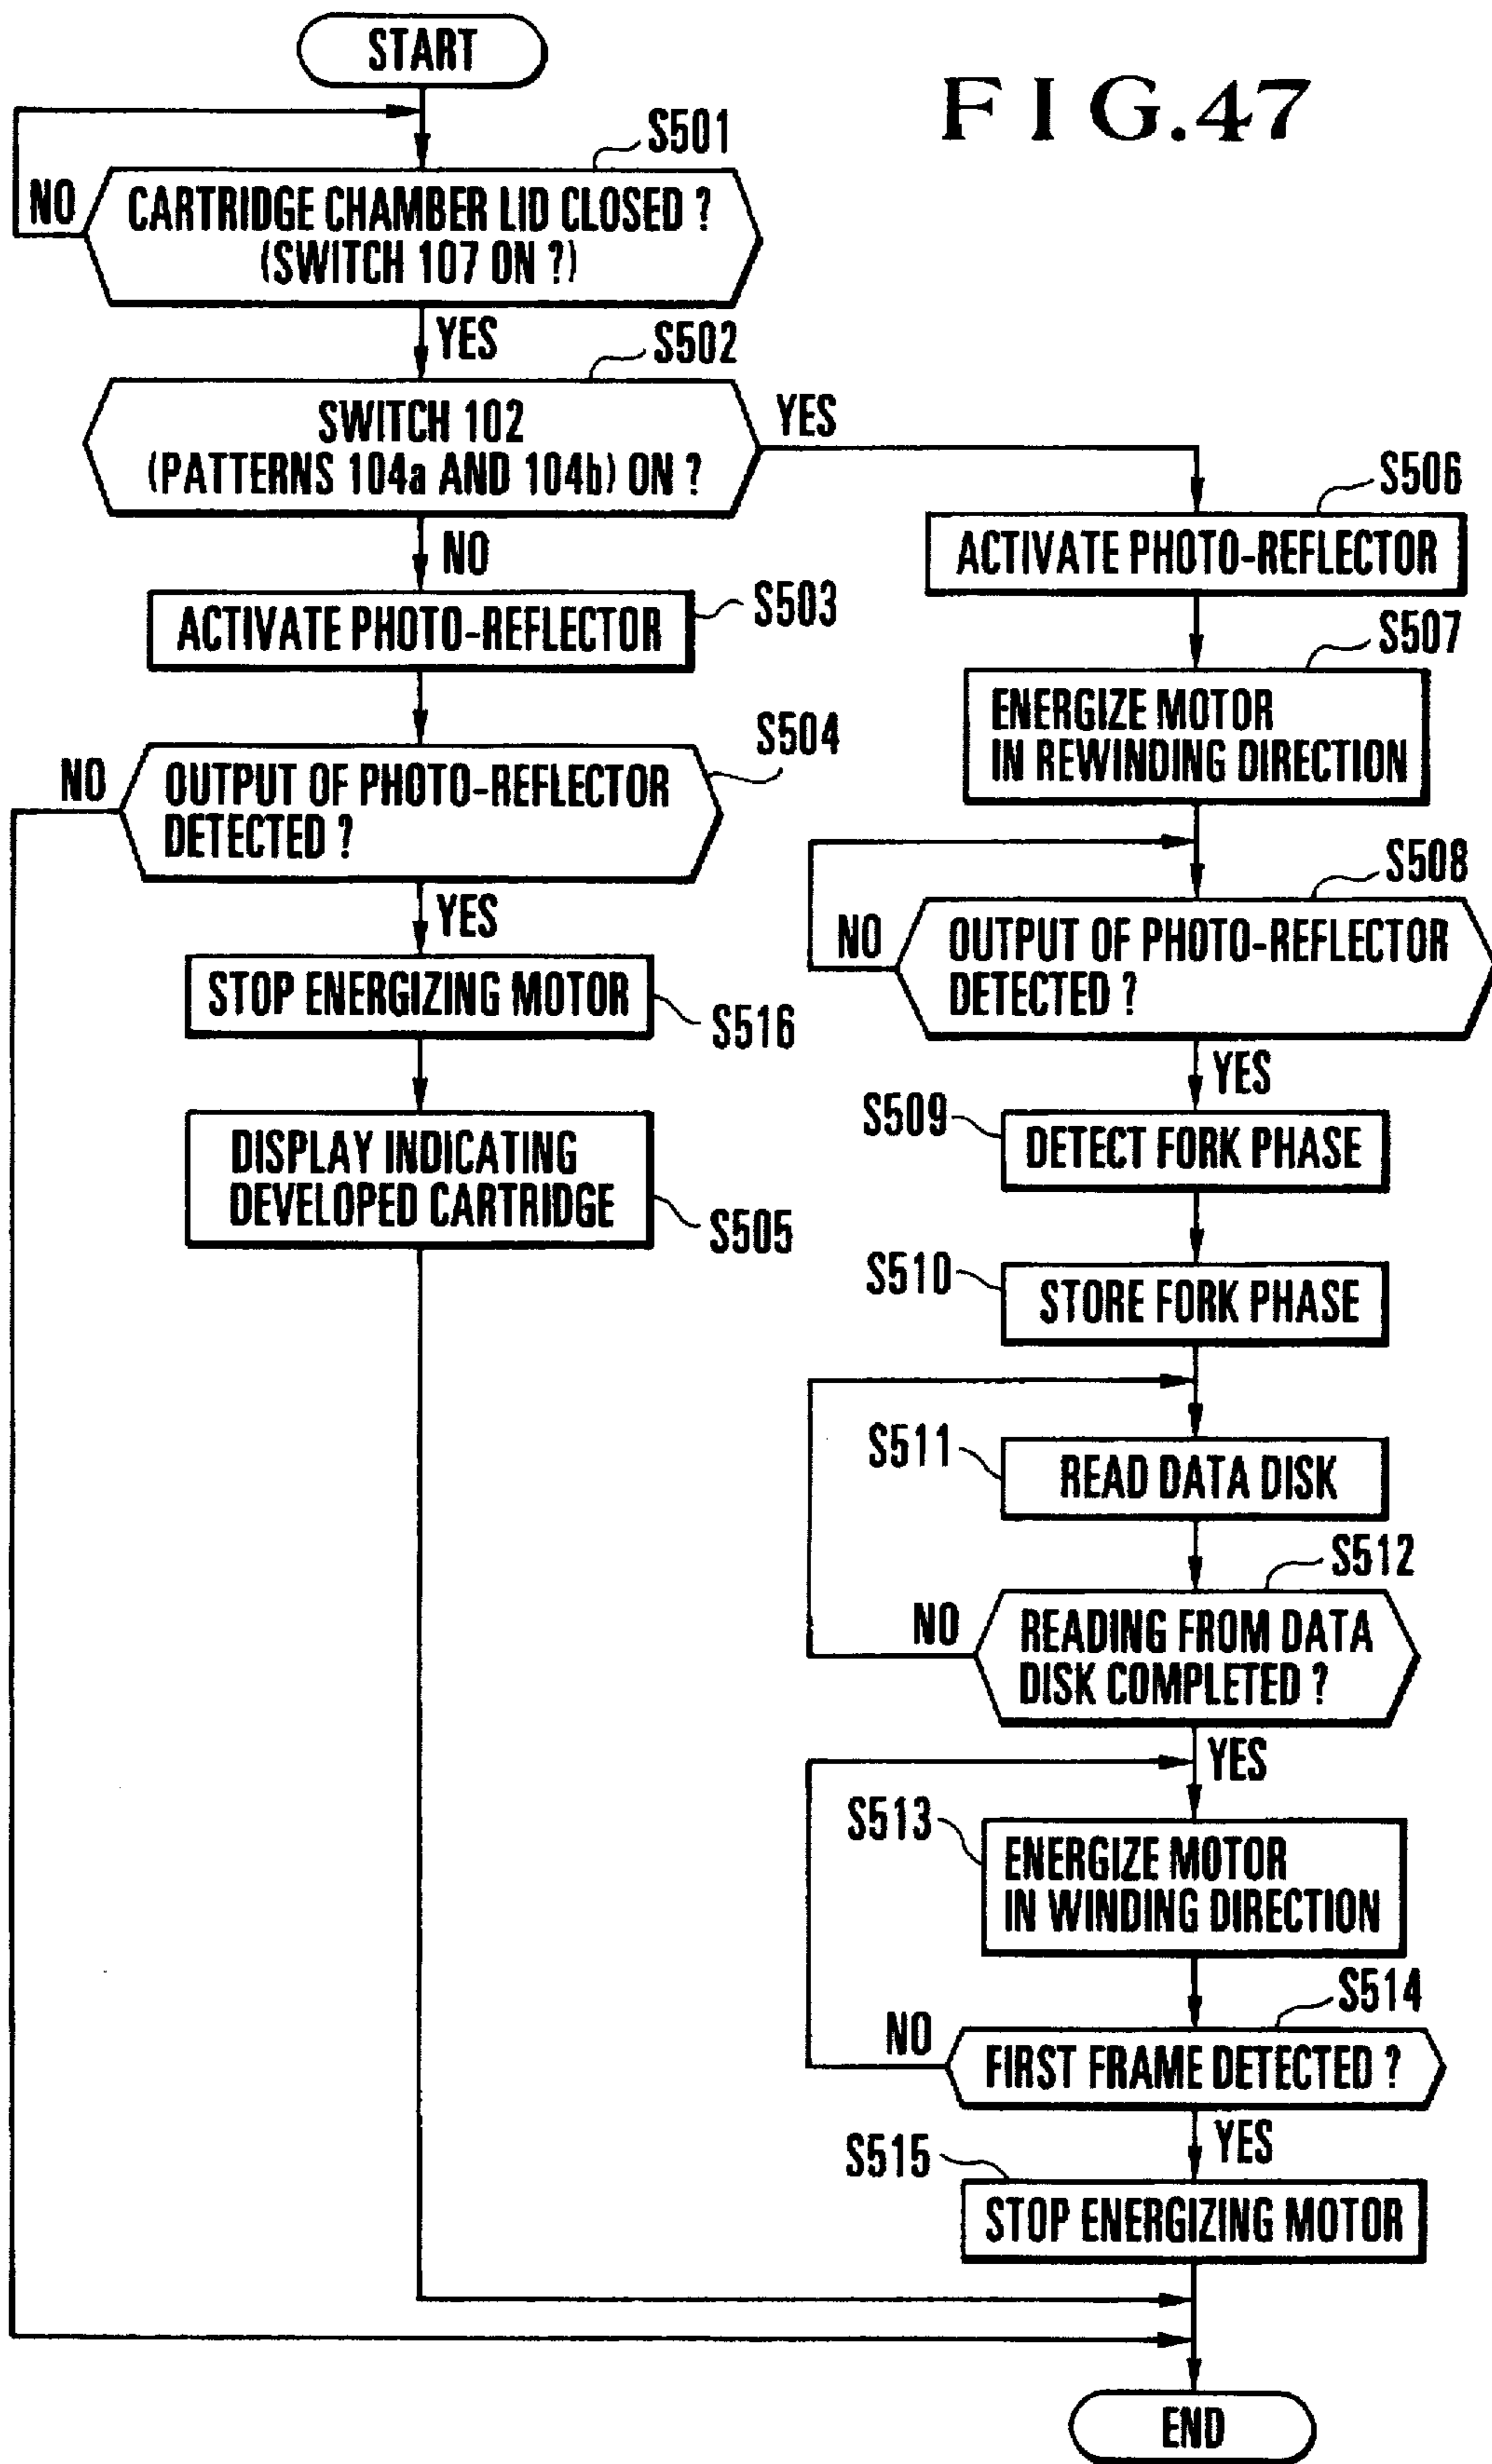 START
FIG.47
S501
NO
CARTRIDGE CHAMBER LID CLOSED ?
(SWITCH 107 ON ?)
YES
S502
SWITCH 102
(PATTERNS 104a AND 104b) ON ?
YES
NO
S503
ACTIVATE PHOTO-REFLECTOR
S504
NO
OUTPUT OF PHOTO-REFLECTOR
DETECTED ?
YES
STOP ENERGIZING MOTOR
S516
DISPLAY INDICATING
DEVELOPED CARTRIDGE
S505
S506
ACTIVATE PHOTO-REFLECTOR
S507
ENERGIZE MOTOR
IN REWINDING DIRECTION
S508
NO
OUTPUT OF PHOTO-REFLECTOR
DETECTED ?
YES
S509
DETECT FORK PHASE
S510
STORE FORK PHASE
S511
READ DATA DISK
S512
NO
READING FROM DATA
DISK COMPLETED ?
YES
S513
ENERGIZE MOTOR
IN WINDING DIRECTION
S514
NO
FIRST FRAME DETECTED ?
YES
S515
STOP ENERGIZING MOTOR
END